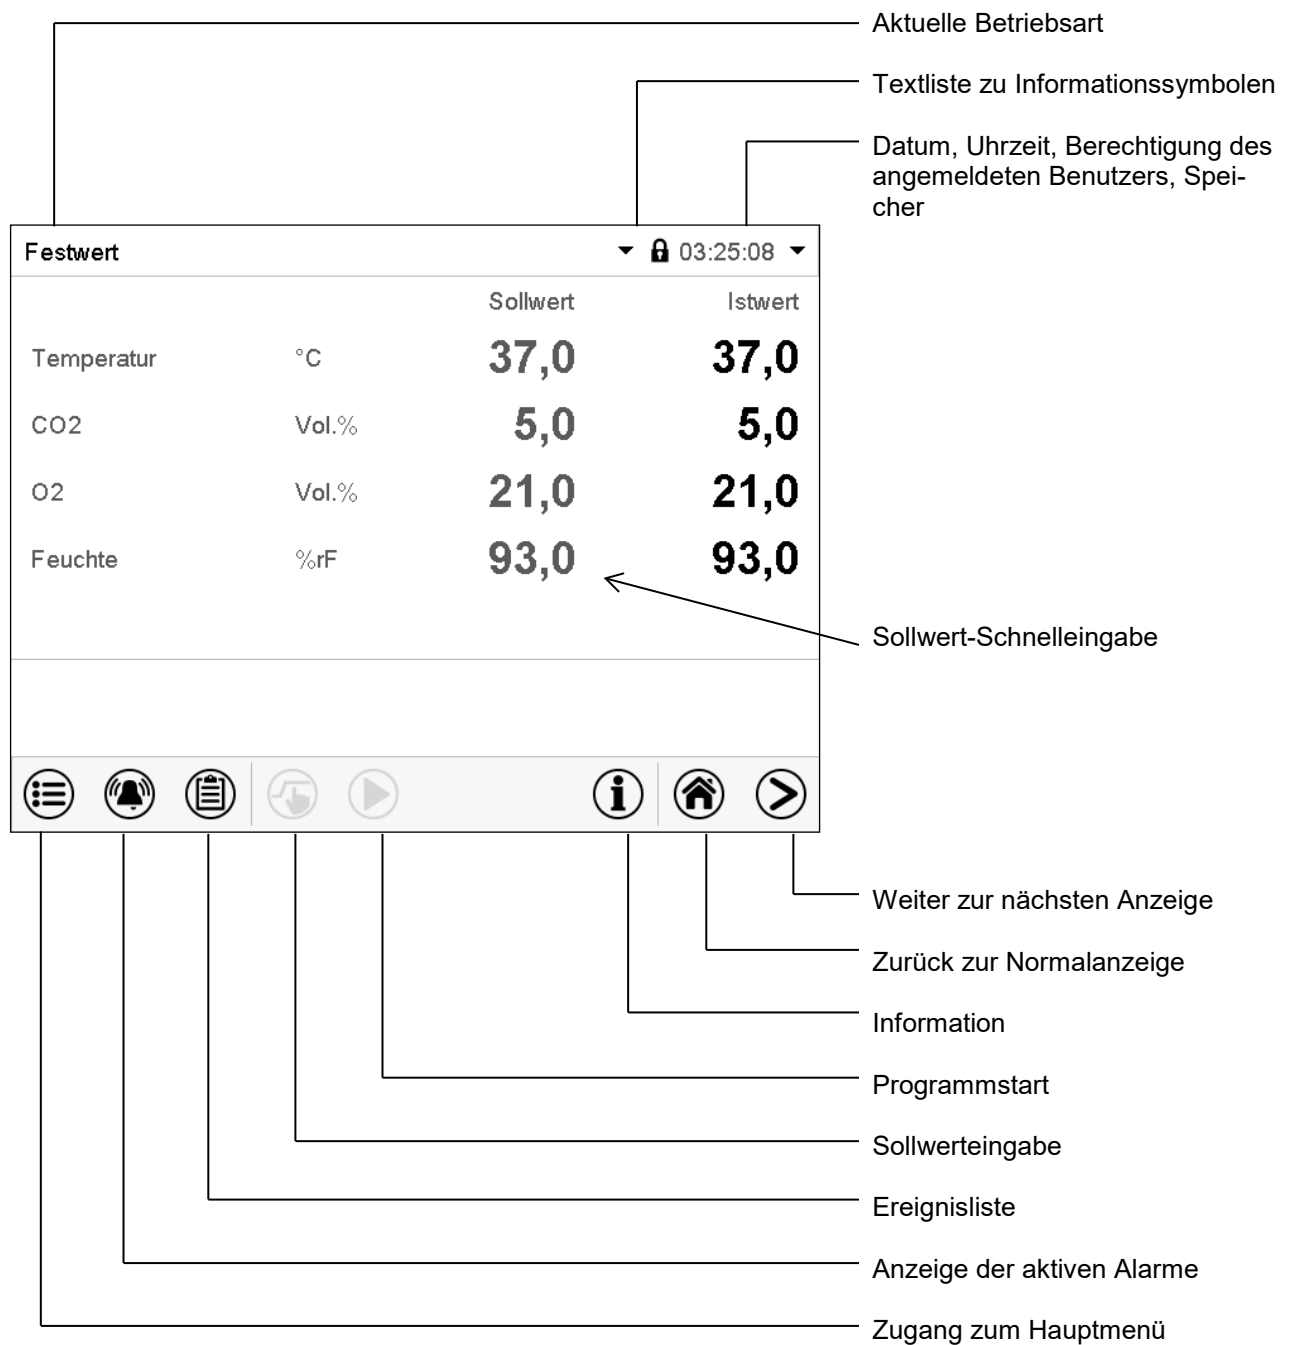 Aktuelle Betriebsart
Textliste zu Informationssymbolen
Datum, Uhrzeit, Berechtigung des
angemeldeten Benutzers, Spei-
cher
Festwert 03:25:08
Sollwert Istwert
Temperatur °C 37,0 37,0
CO2 Vol.% 5,0 5,0
O2 Vol.% 21,0 21,0
Feuchte %rF 93,0 93,0
Sollwert-Schnelleingabe
Weiter zur nächsten Anzeige
Zurück zur Normalanzeige
Information
Programmstart
Sollwerteingabe
Ereignisliste
Anzeige der aktiven Alarme
Zugang zum Hauptmenü